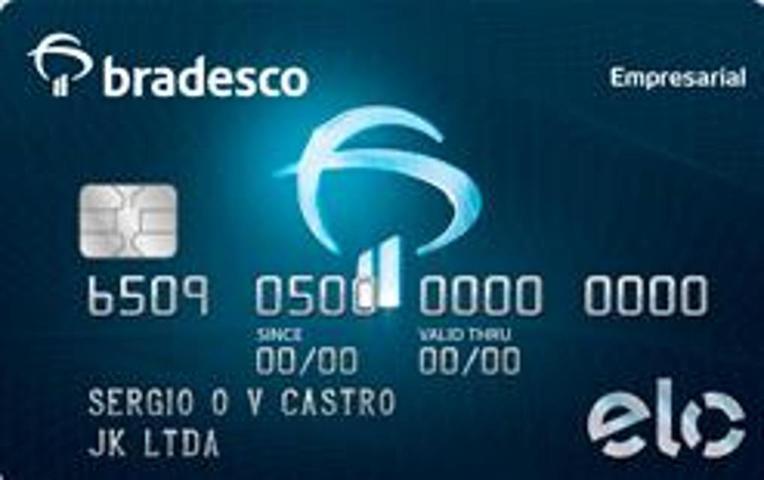 bradesco
Empresarial
6509 0500 0000 0000
SINCE VALID THRU
00/00 00/00
SERGIO O V CASTRO
JK LTDA
elo